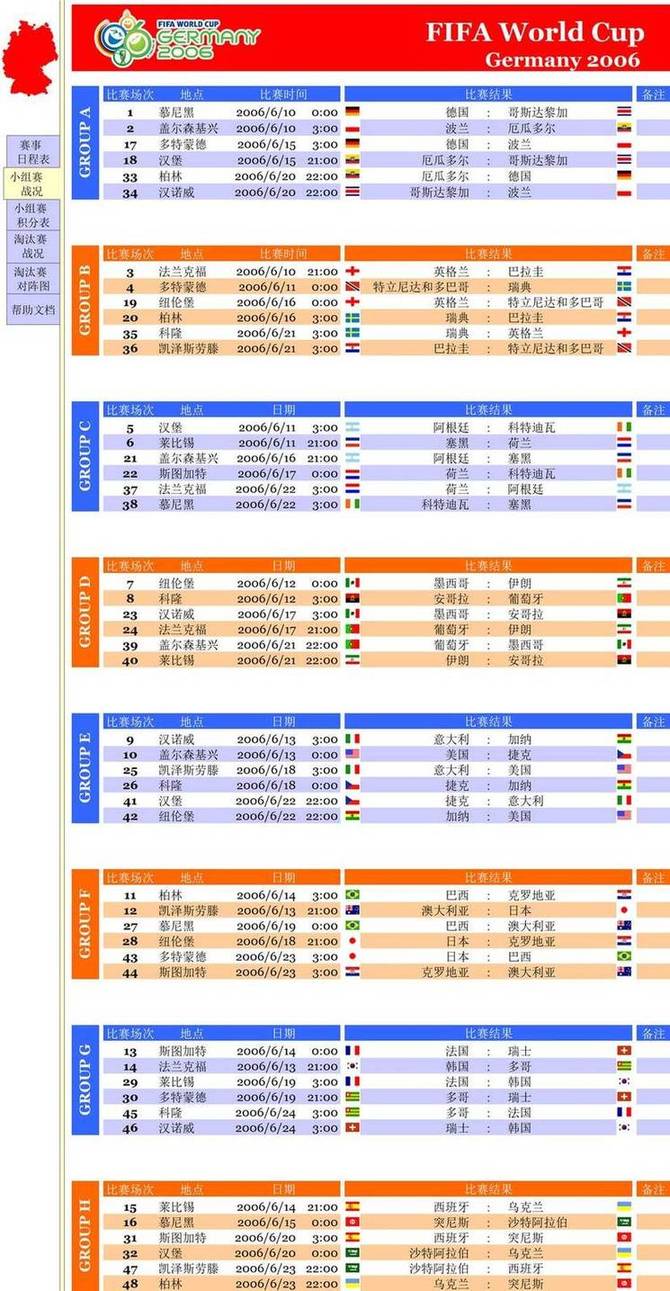 FIFA WORLD CUP
GERMANY
2006
FIFA World Cup
Germany 2006
赛事
日程表
小组赛
战况
小组赛
积分表
淘汰赛
战况
淘汰赛
对阵图
帮助文档
GROUP A
比赛场次 地点 比赛时间 比赛结果 备注
1 慕尼黑 2006/6/10 0:00 德国 : 哥斯达黎加
2 盖尔森基兴 2006/6/10 3:00 波兰 : 厄瓜多尔
17 多特蒙德 2006/6/15 3:00 德国 : 波兰
18 汉堡 2006/6/15 21:00 厄瓜多尔 : 哥斯达黎加
33 柏林 2006/6/20 22:00 厄瓜多尔 : 德国
34 汉诺威 2006/6/20 22:00 哥斯达黎加 : 波兰
GROUP B
比赛场次 地点 比赛时间 比赛结果 备注
3 法兰克福 2006/6/10 21:00 英格兰 : 巴拉圭
4 多特蒙德 2006/6/11 0:00 特立尼达和多巴哥 : 瑞典
19 纽伦堡 2006/6/16 0:00 英格兰 : 特立尼达和多巴哥
20 柏林 2006/6/16 3:00 瑞典 : 巴拉圭
35 科隆 2006/6/21 3:00 瑞典 : 英格兰
36 凯泽斯劳滕 2006/6/21 3:00 巴拉圭 : 特立尼达和多巴哥
GROUP C
比赛场次 地点 日期 比赛结果 备注
5 汉堡 2006/6/11 3:00 阿根廷 : 科特迪瓦
6 莱比锡 2006/6/11 21:00 塞黑 : 荷兰
21 盖尔森基兴 2006/6/16 21:00 阿根廷 : 塞黑
22 斯图加特 2006/6/17 0:00 荷兰 : 科特迪瓦
37 法兰克福 2006/6/22 3:00 荷兰 : 阿根廷
38 慕尼黑 2006/6/22 3:00 科特迪瓦 : 塞黑
GROUP D
比赛场次 地点 日期 比赛结果 备注
7 纽伦堡 2006/6/12 0:00 墨西哥 : 伊朗
8 科隆 2006/6/12 3:00 安哥拉 : 葡萄牙
23 汉诺威 2006/6/17 3:00 墨西哥 : 安哥拉
24 法兰克福 2006/6/17 21:00 葡萄牙 : 伊朗
39 盖尔森基兴 2006/6/21 22:00 葡萄牙 : 墨西哥
40 莱比锡 2006/6/21 22:00 伊朗 : 安哥拉
GROUP E
比赛场次 地点 日期 比赛结果 备注
9 汉诺威 2006/6/13 3:00 意大利 : 加纳
10 盖尔森基兴 2006/6/13 0:00 美国 : 捷克
25 凯泽斯劳滕 2006/6/18 3:00 意大利 : 美国
26 科隆 2006/6/18 0:00 捷克 : 加纳
41 汉堡 2006/6/22 22:00 捷克 : 意大利
42 纽伦堡 2006/6/22 22:00 加纳 : 美国
GROUP F
比赛场次 地点 日期 比赛结果 备注
11 柏林 2006/6/14 3:00 巴西 : 克罗地亚
12 凯泽斯劳滕 2006/6/13 21:00 澳大利亚 : 日本
27 慕尼黑 2006/6/19 0:00 巴西 : 澳大利亚
28 纽伦堡 2006/6/18 21:00 日本 : 克罗地亚
43 多特蒙德 2006/6/23 3:00 日本 : 巴西
44 斯图加特 2006/6/23 3:00 克罗地亚 : 澳大利亚
GROUP G
比赛场次 地点 日期 比赛结果 备注
13 斯图加特 2006/6/14 0:00 法国 : 瑞士
14 法兰克福 2006/6/13 21:00 韩国 : 多哥
29 莱比锡 2006/6/19 3:00 法国 : 韩国
30 多特蒙德 2006/6/19 21:00 多哥 : 瑞士
45 科隆 2006/6/24 3:00 多哥 : 法国
46 汉诺威 2006/6/24 3:00 瑞士 : 韩国
GROUP H
比赛场次 地点 日期 比赛结果 备注
15 莱比锡 2006/6/14 21:00 西班牙 : 乌克兰
16 慕尼黑 2006/6/15 0:00 突尼斯 : 沙特阿拉伯
31 斯图加特 2006/6/20 3:00 西班牙 : 突尼斯
32 汉堡 2006/6/20 0:00 沙特阿拉伯 : 乌克兰
47 凯泽斯劳滕 2006/6/23 22:00 沙特阿拉伯 : 西班牙
48 柏林 2006/6/23 22:00 乌克兰 : 突尼斯